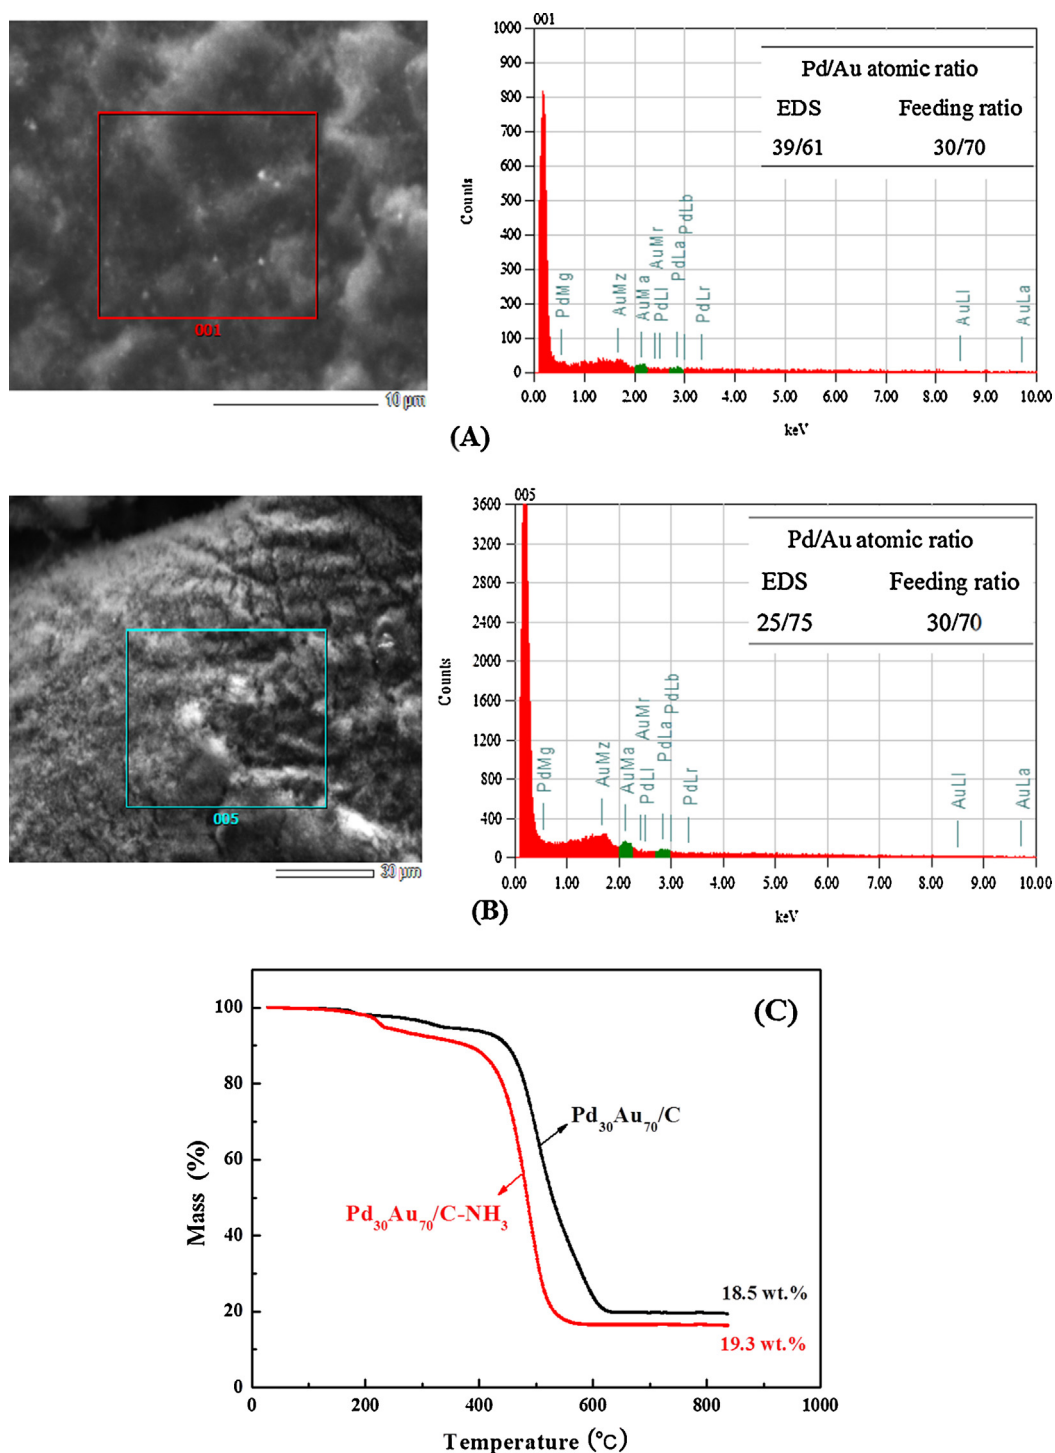 001
10 µm
001
1000
900
800
700
600
500
400
300
200
100
0
Counts
Pd/Au atomic ratio
EDS Feeding ratio
39/61 30/70
PdMg
AuMz
AuMa
PdLl
AuMr
PdLa
PdLb
PdLr
AuLl
AuLa
0.00 1.00 2.00 3.00 4.00 5.00 6.00 7.00 8.00 9.00 10.00
keV
(A)
005
30 µm
005
3600
3200
2800
2400
2000
1600
1200
800
400
0
Counts
Pd/Au atomic ratio
EDS Feeding ratio
25/75 30/70
PdMg
AuMz
AuMa
PdLl
AuMr
PdLa
PdLb
PdLr
AuLl
AuLa
0.00 1.00 2.00 3.00 4.00 5.00 6.00 7.00 8.00 9.00 10.00
keV
(B)
(C)
100
80
60
40
20
0
Mass (%)
Pd₃₀Au₇₀/C
Pd₃₀Au₇₀/C-NH₃
18.5 wt.%
19.3 wt.%
0 200 400 600 800 1000
Temperature (°C)